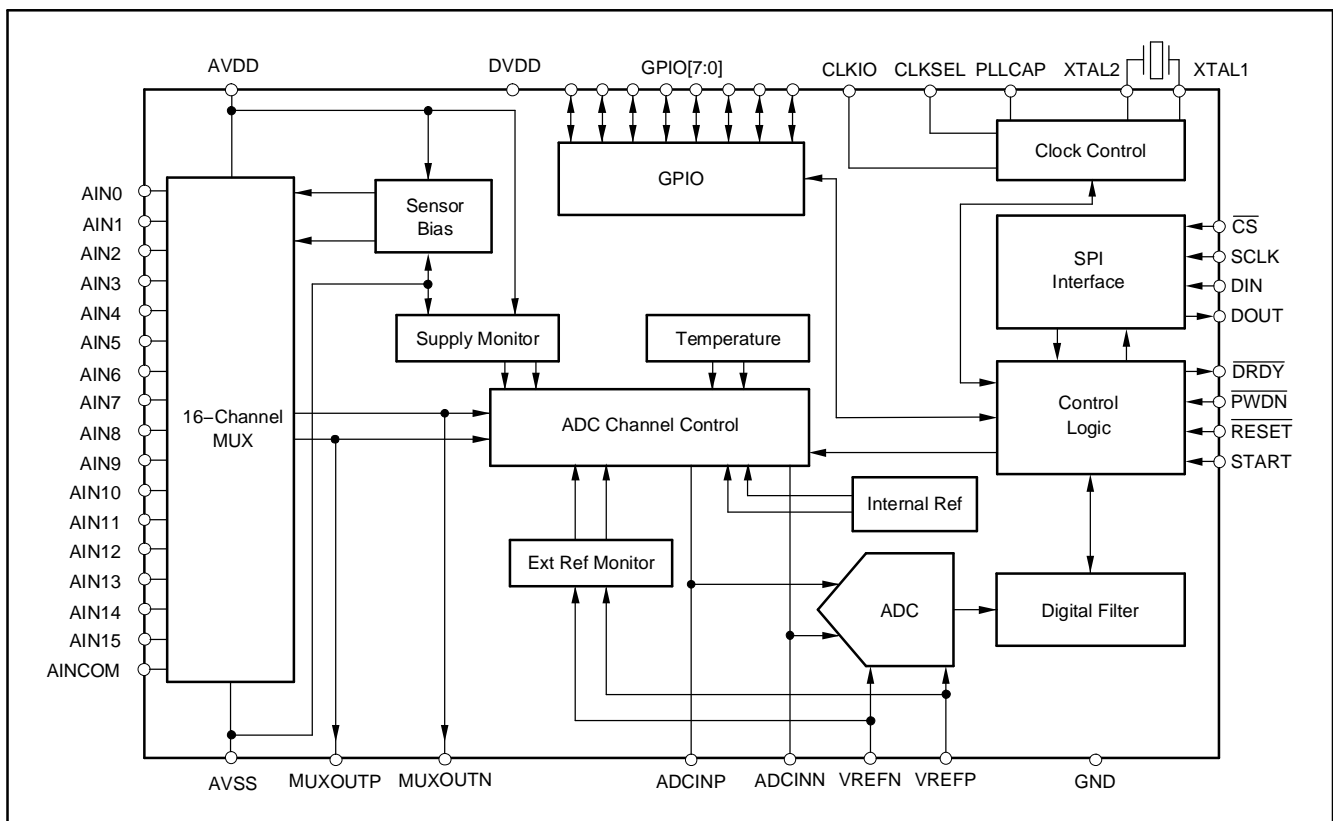 AVDD
DVDD
GPIO[7:0]
CLKIO
CLKSEL
PLLCAP
XTAL2
XTAL1
GPIO
Clock Control
AIN0
AIN1
AIN2
AIN3
AIN4
AIN5
AIN6
AIN7
AIN8
AIN9
AIN10
AIN11
AIN12
AIN13
AIN14
AIN15
AINCOM
16−Channel
MUX
Sensor
Bias
Supply Monitor
Temperature
ADC Channel Control
Internal Ref
Ext Ref Monitor
ADC
Digital Filter
SPI
Interface
Control
Logic
CS
SCLK
DIN
DOUT
DRDY
PWDN
RESET
START
AVSS
MUXOUTP
MUXOUTN
ADCINP
ADCINN
VREFN
VREFP
GND